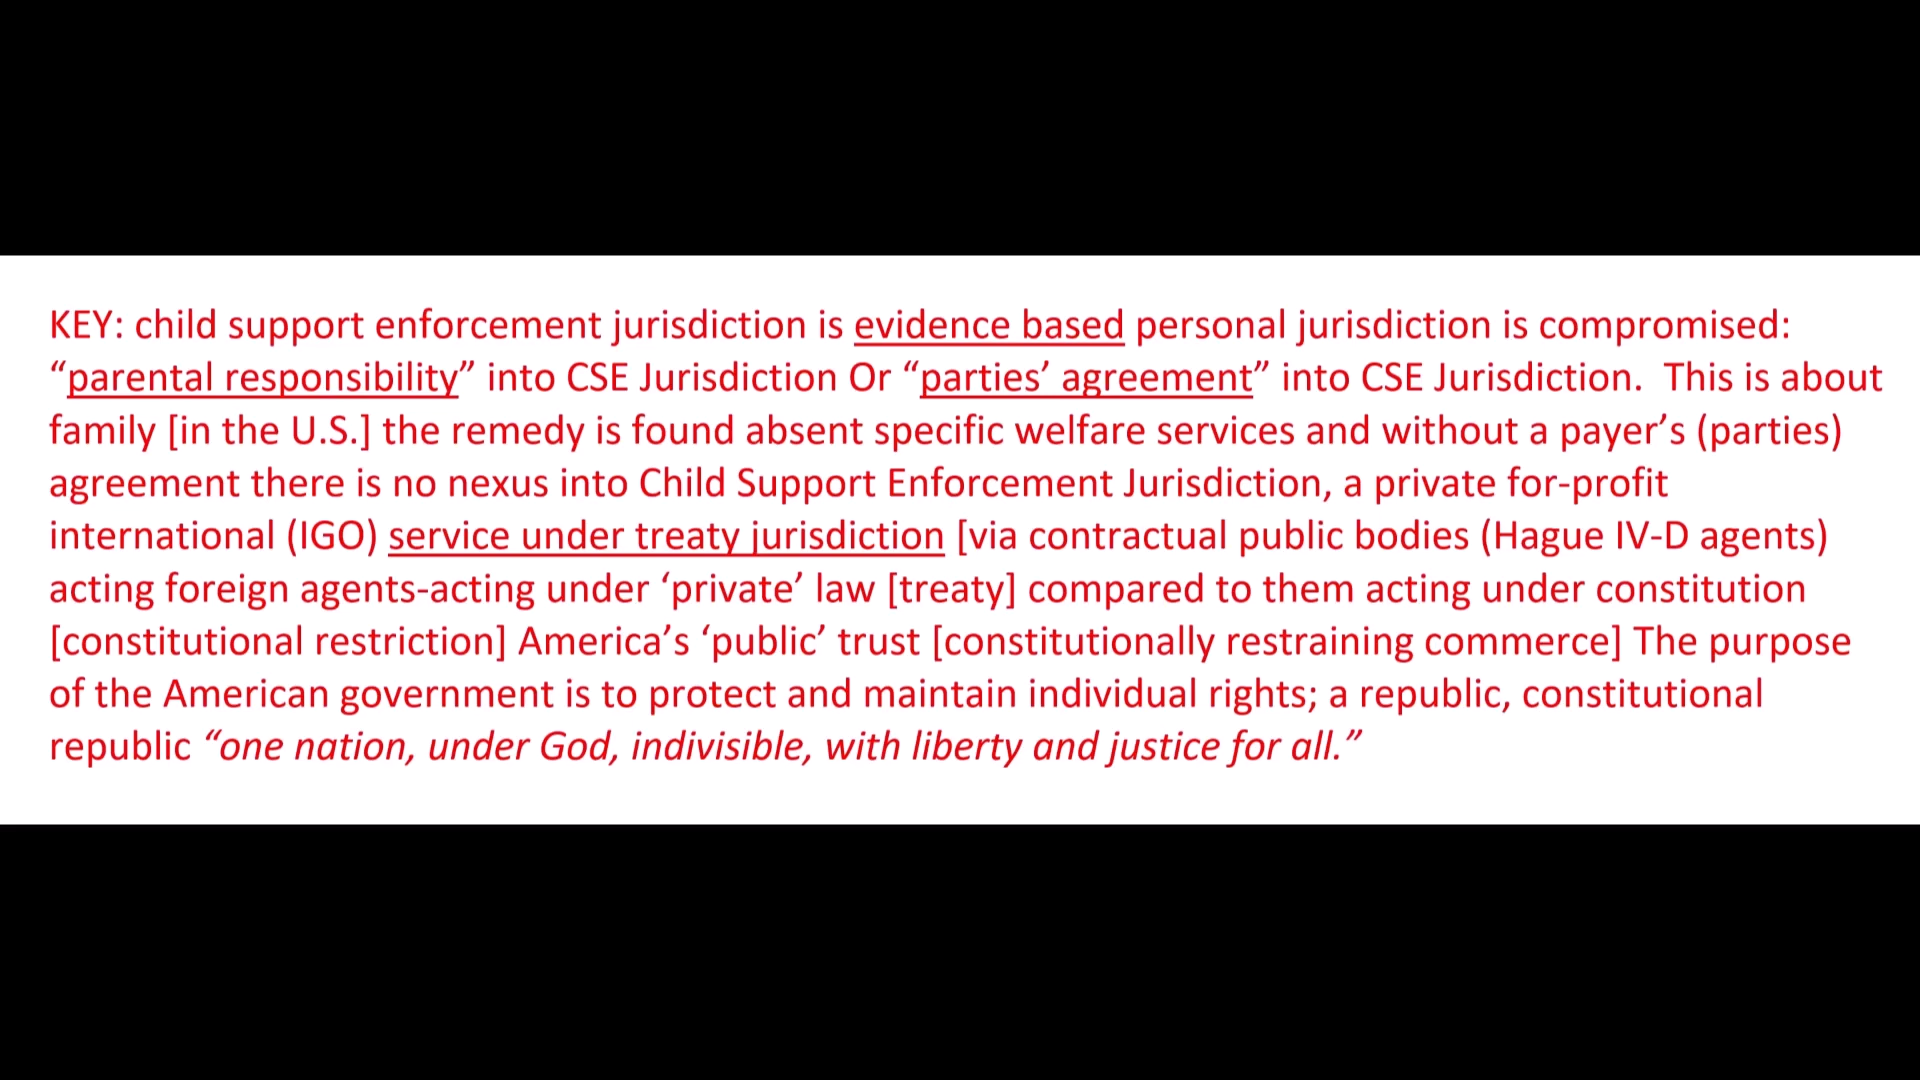 KEY: child support enforcement jurisdiction is evidence based personal jurisdiction is compromised:
“parental responsibility” into CSE Jurisdiction Or “parties’ agreement” into CSE Jurisdiction.  This is about
family [in the U.S.] the remedy is found absent specific welfare services and without a payer’s (parties)
agreement there is no nexus into Child Support Enforcement Jurisdiction, a private for-profit
international (IGO) service under treaty jurisdiction [via contractual public bodies (Hague IV-D agents)
acting foreign agents-acting under ‘private’ law [treaty] compared to them acting under constitution
[constitutional restriction] America’s ‘public’ trust [constitutionally restraining commerce] The purpose
of the American government is to protect and maintain individual rights; a republic, constitutional
republic “one nation, under God, indivisible, with liberty and justice for all.”